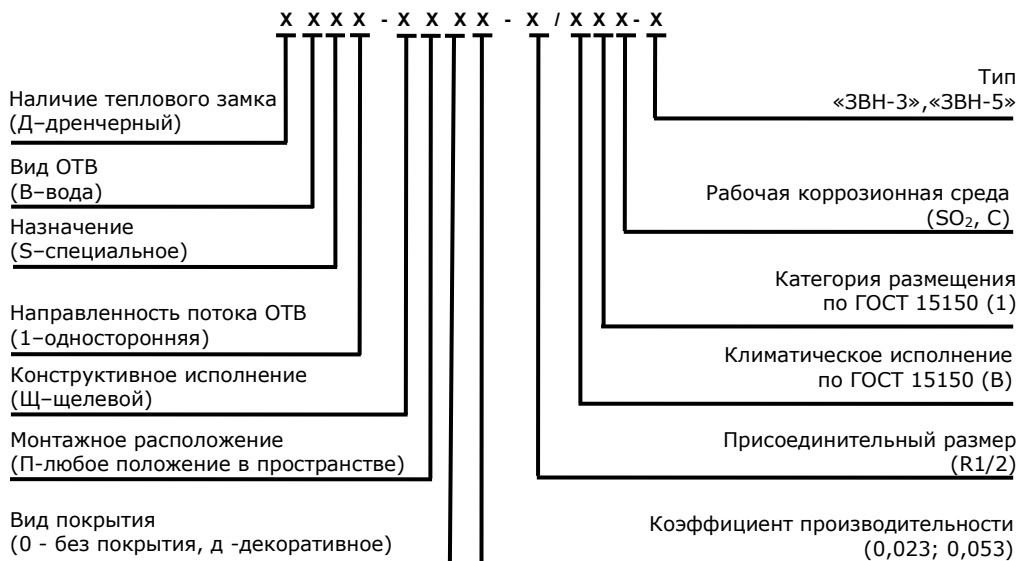 X X X X - X X X X - X / X X X - X
Наличие теплового замка
(Д–дренчерный)
Вид ОТВ
(В–вода)
Назначение
(S–специальное)
Направленность потока ОТВ
(1–односторонняя)
Конструктивное исполнение
(Щ–щелевой)
Монтажное расположение
(П-любое положение в пространстве)
Вид покрытия
(0 - без покрытия, д -декоративное)
Тип
«ЗВН-3»,«ЗВН-5»
Рабочая коррозионная среда
(SO₂, C)
Категория размещения
по ГОСТ 15150 (1)
Климатическое исполнение
по ГОСТ 15150 (В)
Присоединительный размер
(R1/2)
Коэффициент производительности
(0,023; 0,053)